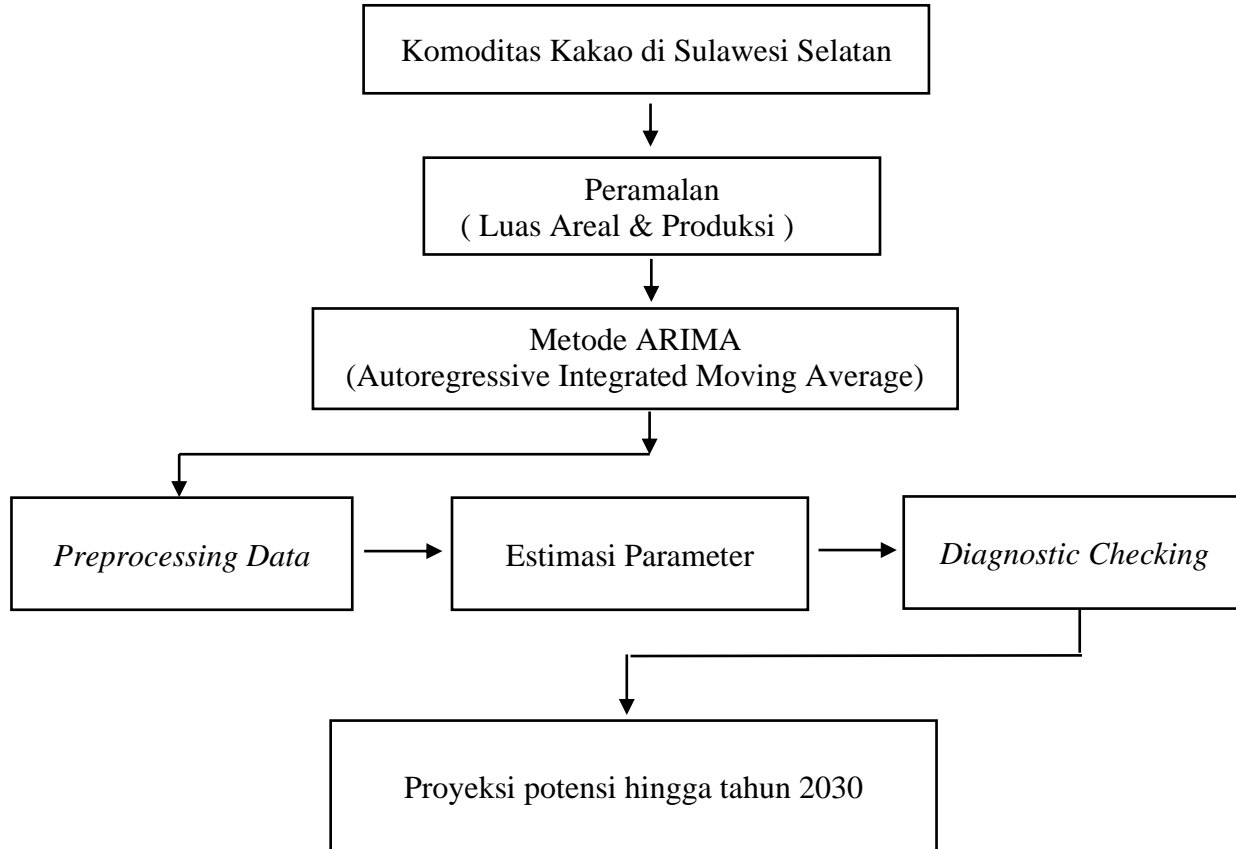 Komoditas Kakao di Sulawesi Selatan
Peramalan
( Luas Areal & Produksi )
Metode ARIMA
(Autoregressive Integrated Moving Average)
Preprocessing Data
Estimasi Parameter
Diagnostic Checking
Proyeksi potensi hingga tahun 2030